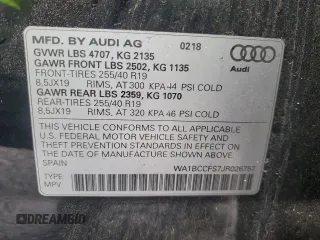 MFD. BY AUDI AG 0218
GVWR LBS 4707, KG 2135
GAWR FRONT LBS 2502, KG 1135
FRONT-TIRES 255/40 R19
8,5JX19 RIMS, AT 300 KPA 44 PSI COLD
GAWR REAR LBS 2359, KG 1070
REAR-TIRES 255/40 R19
8,5JX19 RIMS, AT 320 KPA 46 PSI COLD
THIS VEHICLE CONFORMS TO ALL APPLICABLE
U.S. FEDERAL MOTOR VEHICLE SAFETY AND
THEFT PREVENTION STANDARDS IN EFFECT ON THE
DATE OF MANUFACTURE SHOWN ABOVE.
Audi
TYPE: WA1BCCFS7JR026757
TYPE
DREAMBID